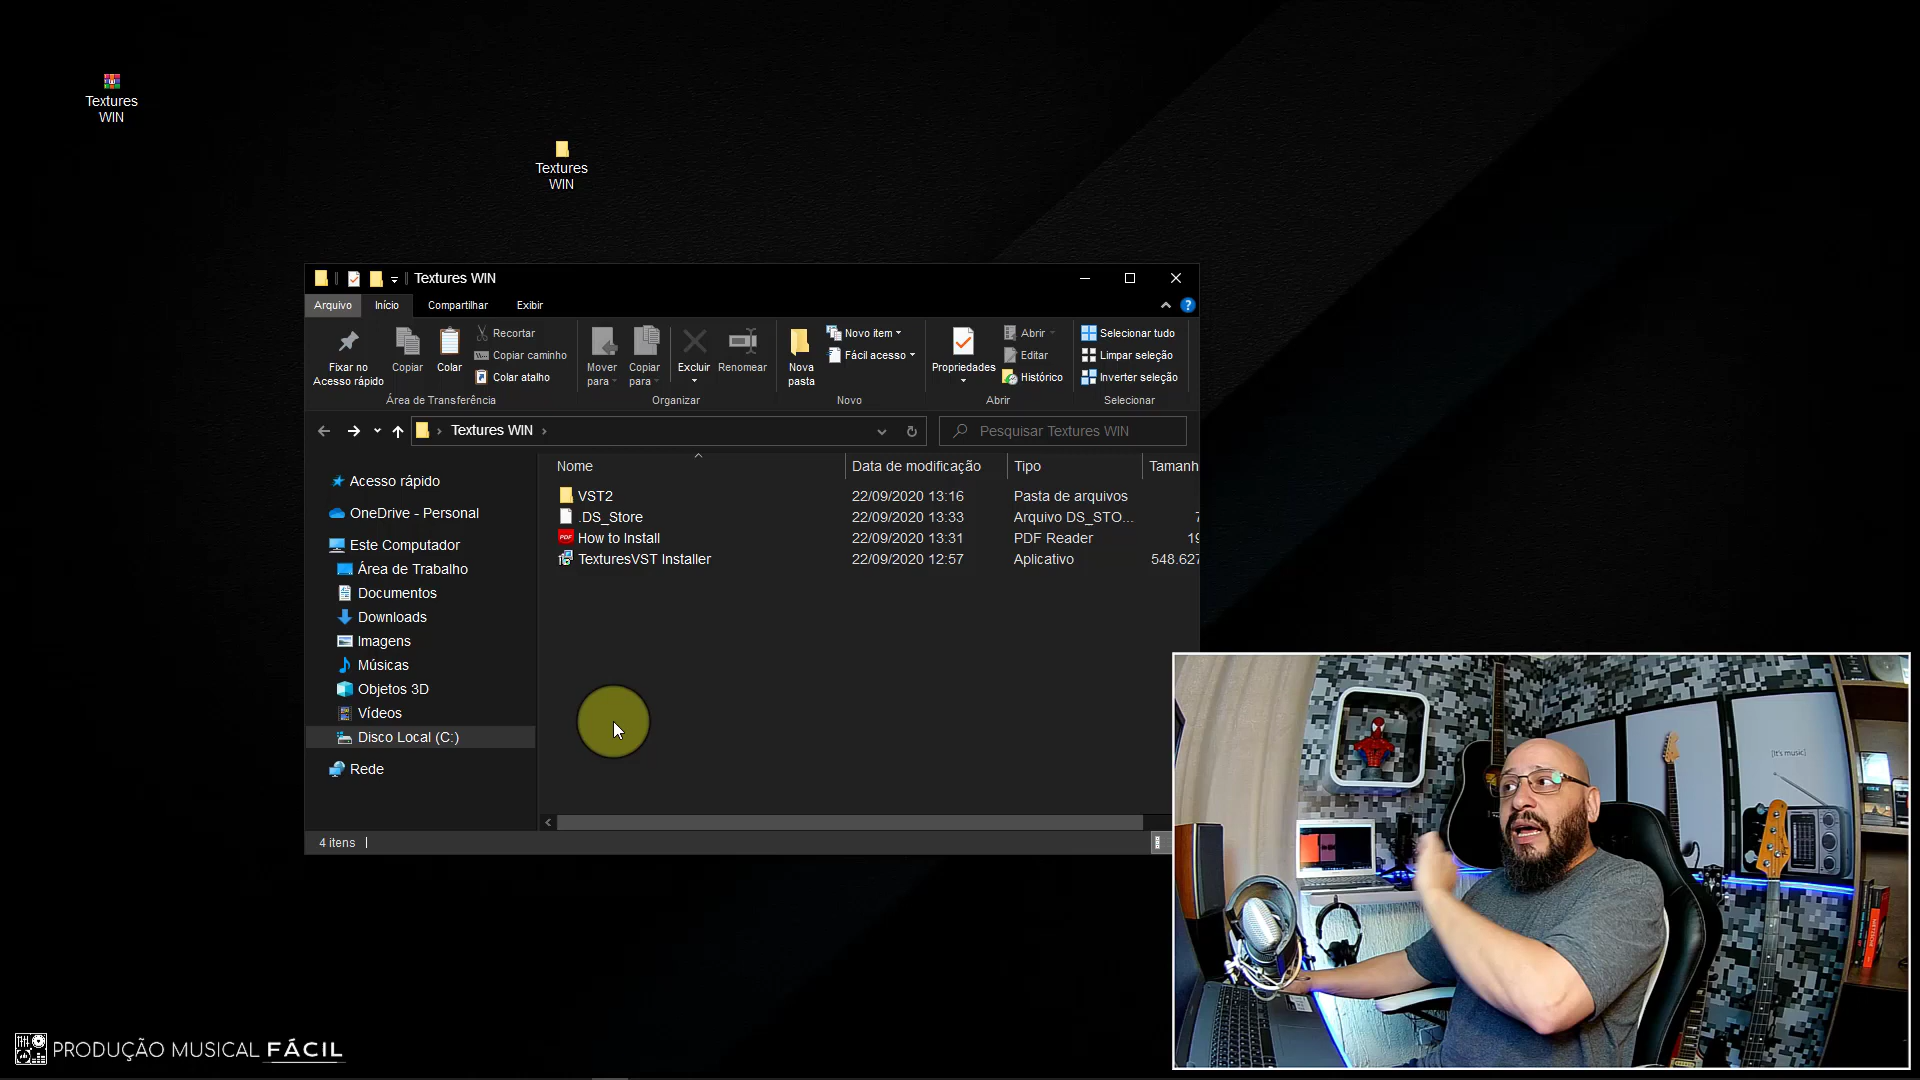 Textures
WIN
Textures
WIN
Textures WIN
Arquivo
Início
Compartilhar
Exibir
?
Fixar no
Acesso rápido
Copiar
Colar
Recortar
Copiar caminho
Colar atalho
Área de Transferência
Mover
para
Copiar
para
Excluir
Renomear
Organizar
Nova
pasta
Novo item
Fácil acesso
Novo
Propriedades
Abrir
Editar
Histórico
Abrir
Selecionar tudo
Limpar seleção
Inverter seleção
Selecionar
Textures WIN
Pesquisar Textures WIN
Acesso rápido
OneDrive - Personal
Este Computador
Área de Trabalho
Documentos
Downloads
Imagens
Músicas
Objetos 3D
Vídeos
Disco Local (C:)
Rede
Nome Data de modificação Tipo Tamanh
VST2 22/09/2020 13:16 Pasta de arquivos
.DS_Store 22/09/2020 13:33 Arquivo DS_STO...
PDF How to Install 22/09/2020 13:31 PDF Reader 19
TexturesVST Installer 22/09/2020 12:57 Aplicativo 548.627
4 itens
[It's music]
PRODUÇÃO MUSICAL FÁCIL